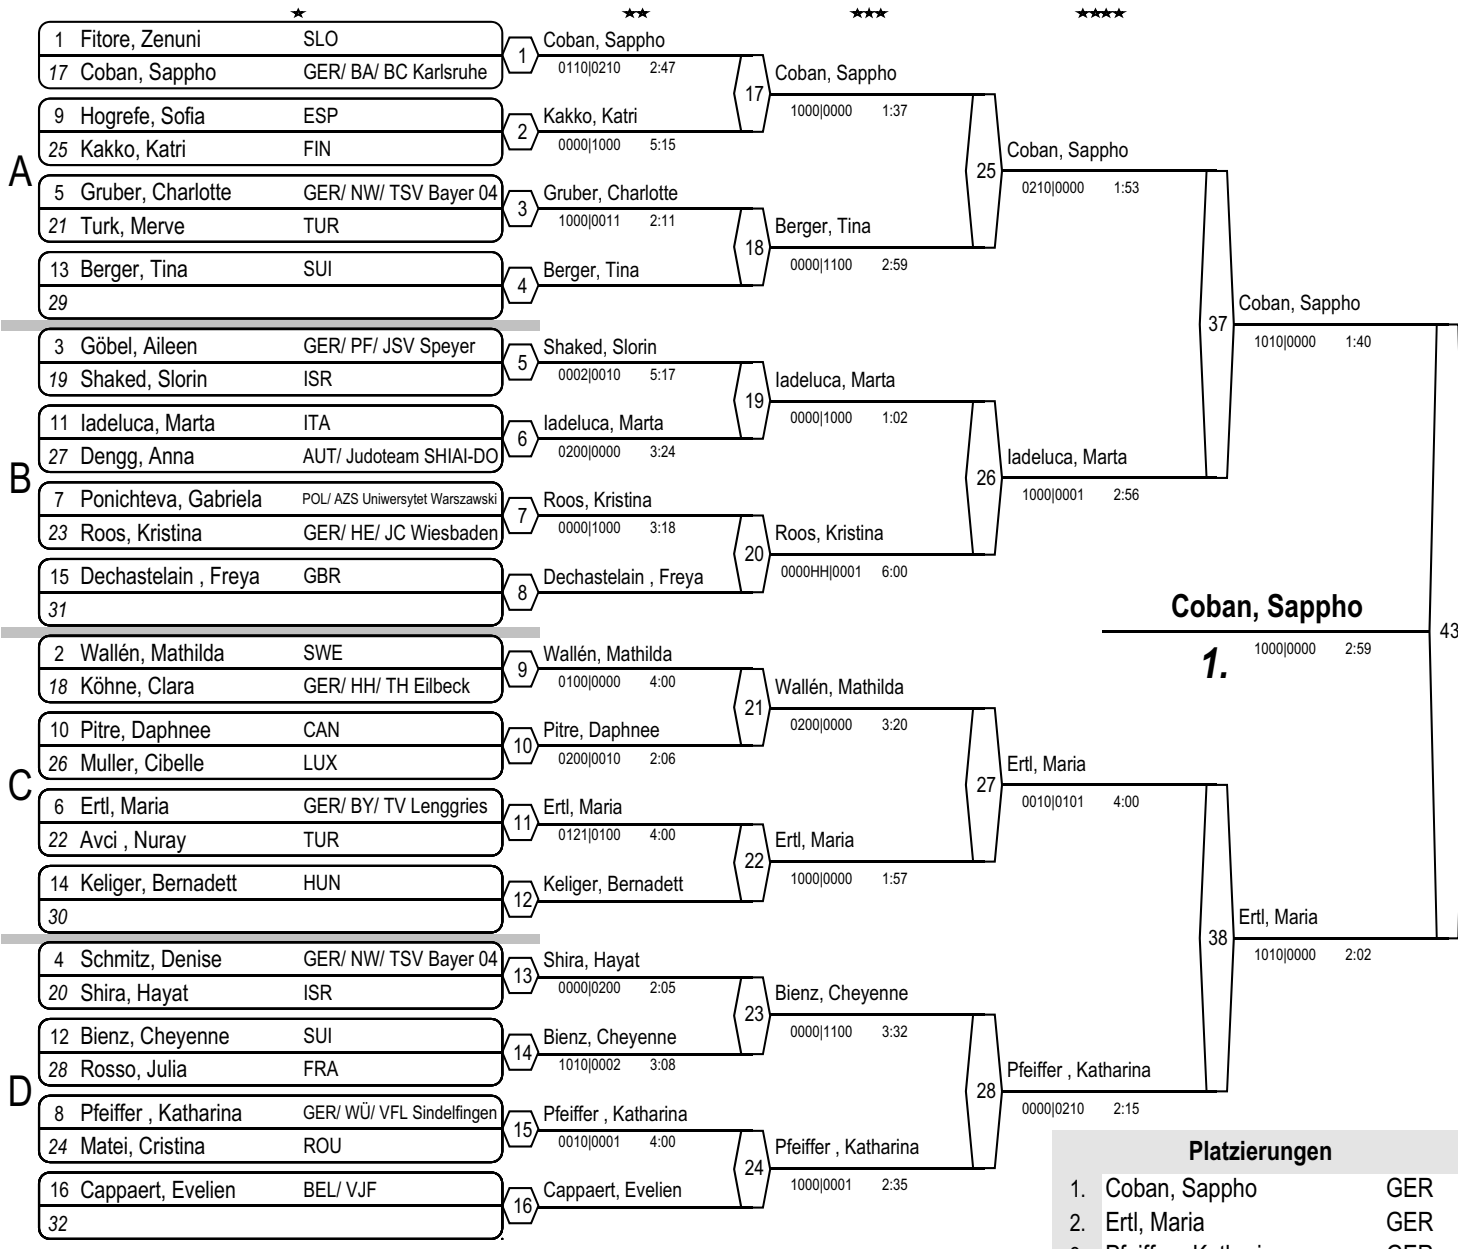 ★ ★★ ★★★ ★★★★
A
1 Fitore, Zenuni SLO
17 Coban, Sappho GER/ BA/ BC Karlsruhe
9 Hogrefe, Sofia ESP
25 Kakko, Katri FIN
5 Gruber, Charlotte GER/ NW/ TSV Bayer 04
21 Turk, Merve TUR
13 Berger, Tina SUI
29
B
3 Göbel, Aileen GER/ PF/ JSV Speyer
19 Shaked, Slorin ISR
11 Iadeluca, Marta ITA
27 Dengg, Anna AUT/ Judoteam SHIAI-DO
7 Ponichteva, Gabriela POL/ AZS Uniwersytet Warszawski
23 Roos, Kristina GER/ HE/ JC Wiesbaden
15 Dechastelain , Freya GBR
31
C
2 Wallén, Mathilda SWE
18 Köhne, Clara GER/ HH/ TH Eilbeck
10 Pitre, Daphnee CAN
26 Muller, Cibelle LUX
6 Ertl, Maria GER/ BY/ TV Lenggries
22 Avci , Nuray TUR
14 Keliger, Bernadett HUN
30
D
4 Schmitz, Denise GER/ NW/ TSV Bayer 04
20 Shira, Hayat ISR
12 Bienz, Cheyenne SUI
28 Rosso, Julia FRA
8 Pfeiffer , Katharina GER/ WÜ/ VFL Sindelfingen
24 Matei, Cristina ROU
16 Cappaert, Evelien BEL/ VJF
32
1 Coban, Sappho
0110|0210 2:47
2 Kakko, Katri
0000|1000 5:15
3 Gruber, Charlotte
1000|0011 2:11
4 Berger, Tina
5 Shaked, Slorin
0002|0010 5:17
6 Iadeluca, Marta
0200|0000 3:24
7 Roos, Kristina
0000|1000 3:18
8 Dechastelain , Freya
9 Wallén, Mathilda
0100|0000 4:00
10 Pitre, Daphnee
0200|0010 2:06
11 Ertl, Maria
0121|0100 4:00
12 Keliger, Bernadett
13 Shira, Hayat
0000|0200 2:05
14 Bienz, Cheyenne
1010|0002 3:08
15 Pfeiffer , Katharina
0010|0001 4:00
16 Cappaert, Evelien
17 Coban, Sappho
1000|0000 1:37
18 Berger, Tina
0000|1100 2:59
19 Iadeluca, Marta
0000|1000 1:02
20 Roos, Kristina
0000HH|0001 6:00
21 Wallén, Mathilda
0200|0000 3:20
22 Ertl, Maria
1000|0000 1:57
23 Bienz, Cheyenne
0000|1100 3:32
24 Pfeiffer , Katharina
1000|0001 2:35
25 Coban, Sappho
0210|0000 1:53
26 Iadeluca, Marta
1000|0001 2:56
27 Ertl, Maria
0010|0101 4:00
28 Pfeiffer , Katharina
0000|0210 2:15
37 Coban, Sappho
1010|0000 1:40
38 Ertl, Maria
1010|0000 2:02
43
Coban, Sappho
1. 1000|0000 2:59
Platzierungen
1. Coban, Sappho GER
2. Ertl, Maria GER